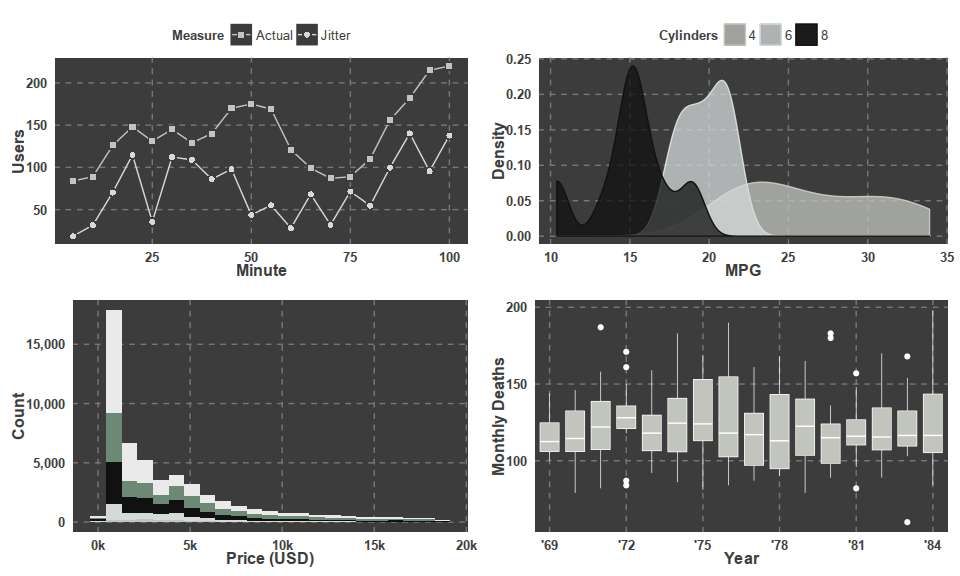 Measure Actual Jitter
200
150
100
50
Users
25 50 75 100
Minute
Cylinders 4 6 8
0.25
0.20
0.15
0.10
0.05
0.00
Density
10 15 20 25 30 35
MPG
15,000
10,000
5,000
0
Count
0k 5k 10k 15k 20k
Price (USD)
200
150
100
Monthly Deaths
'69 '72 '75 '78 '81 '84
Year